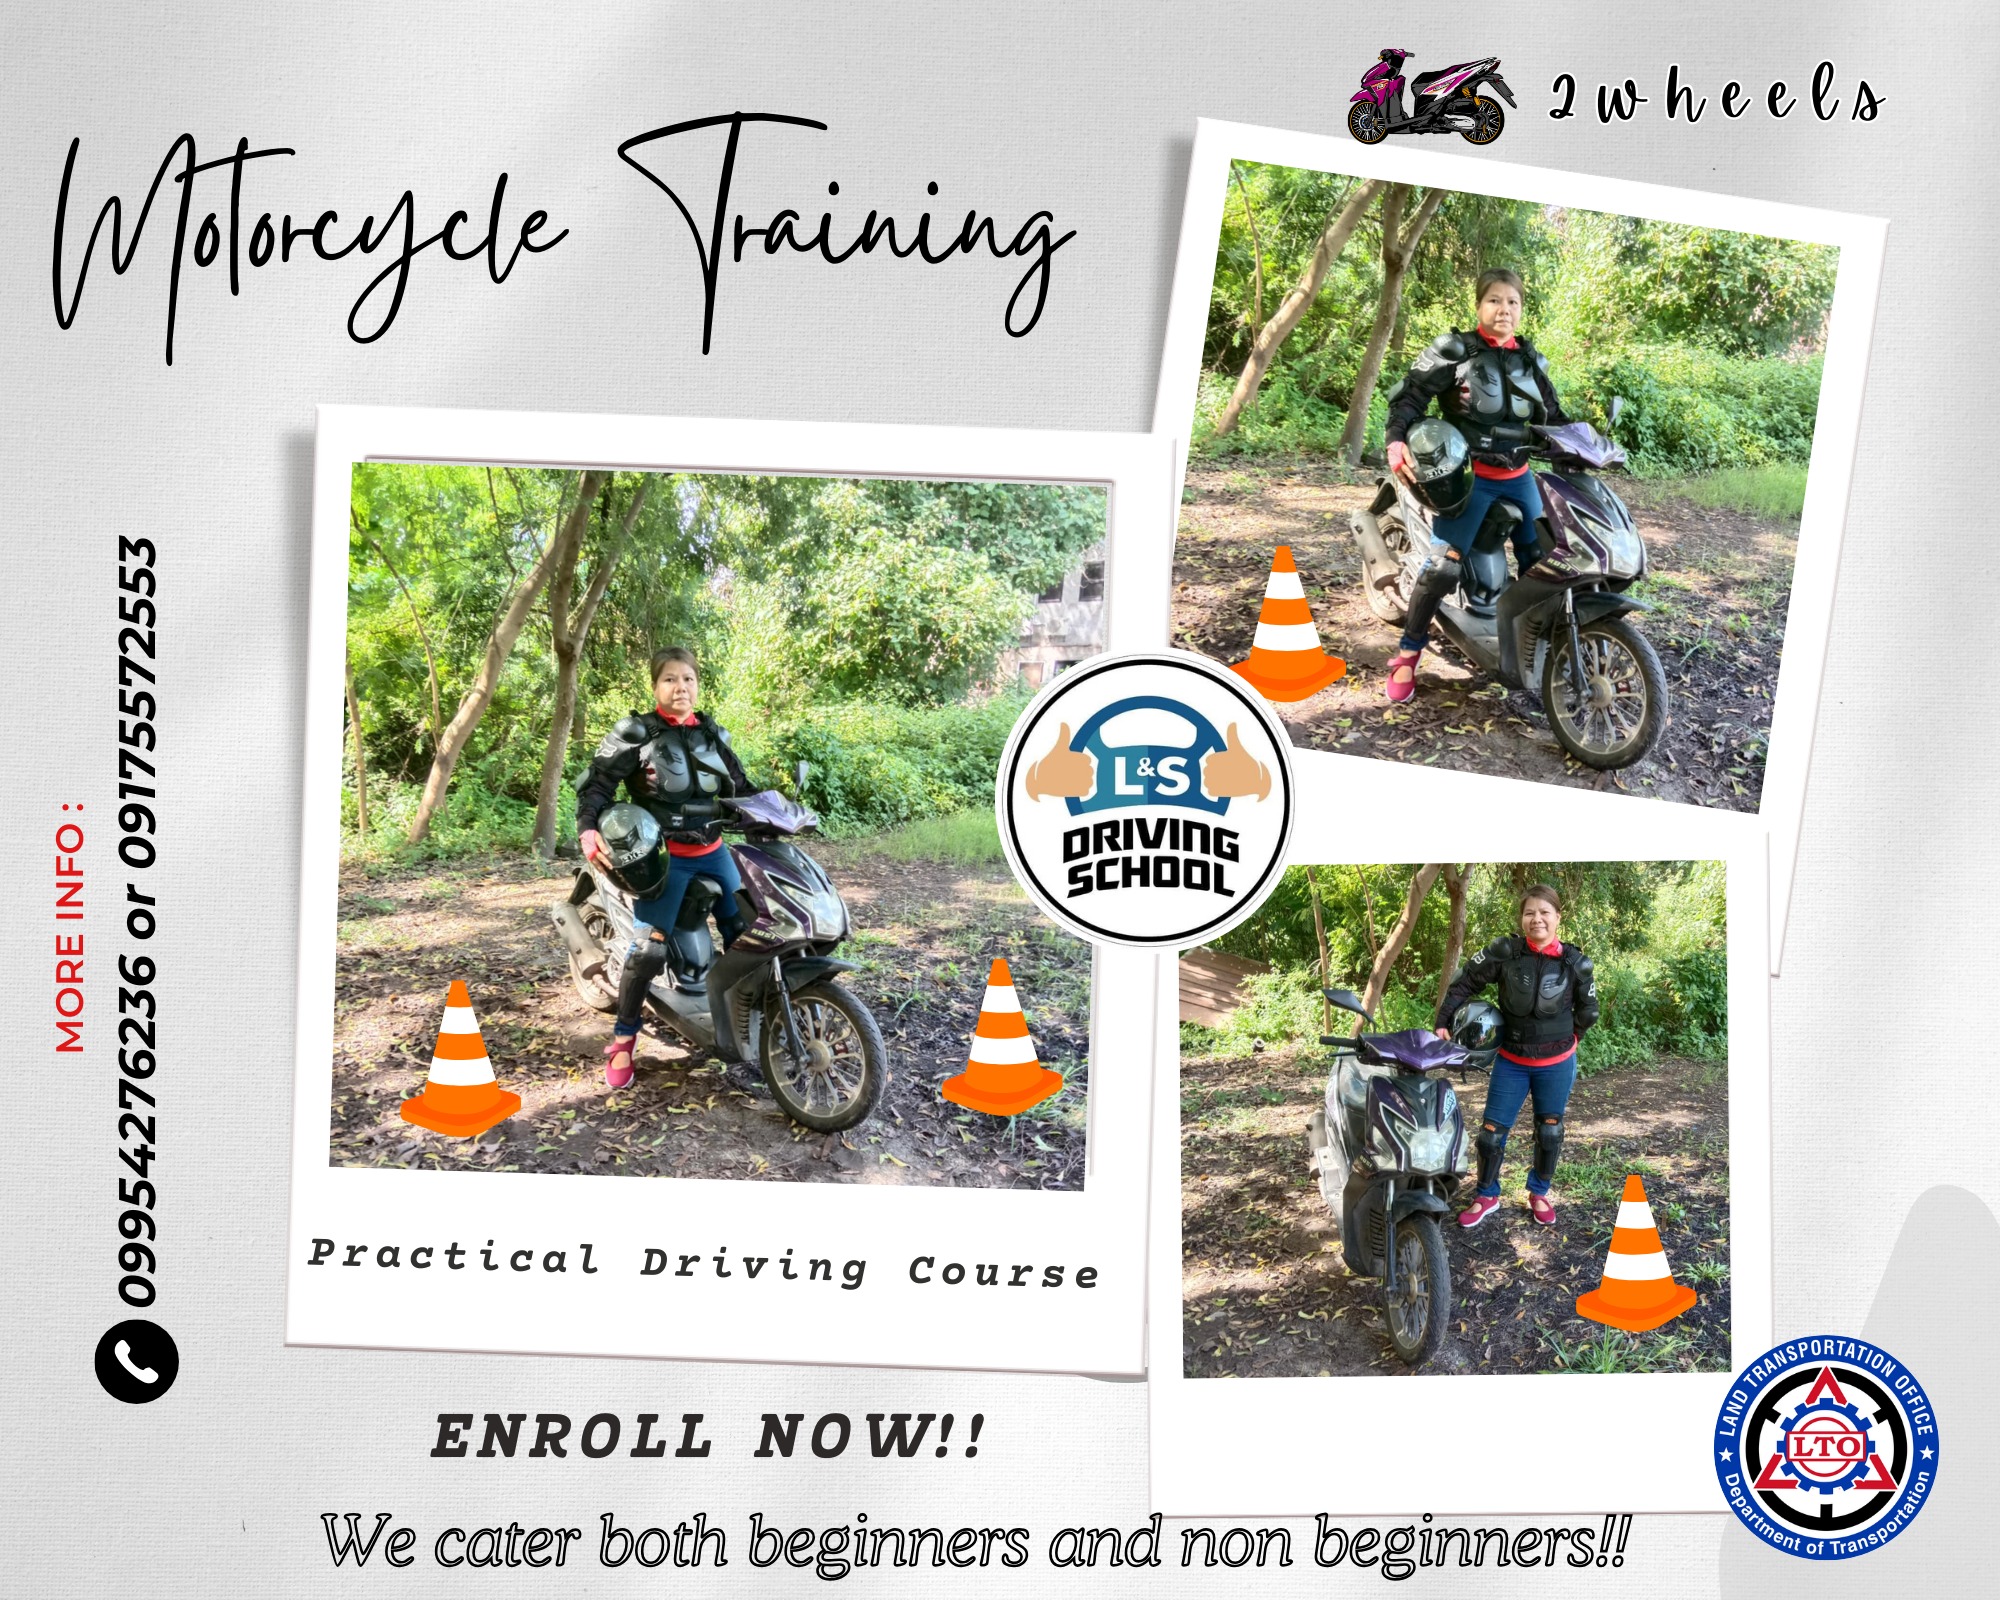 2wheels
Motorcycle Training
MORE INFO :
09954276236 or 09175572553
L&S
DRIVING
SCHOOL
Practical Driving Course
ENROLL NOW!!
We cater both beginners and non beginners!!
LAND TRANSPORTATION OFFICE
LTO
Department of Transportation